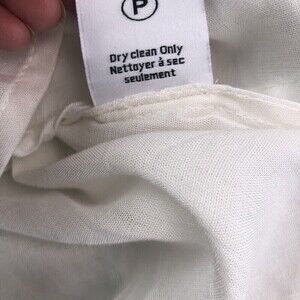 P
Dry clean Only
Nettoyer à sec
seulement